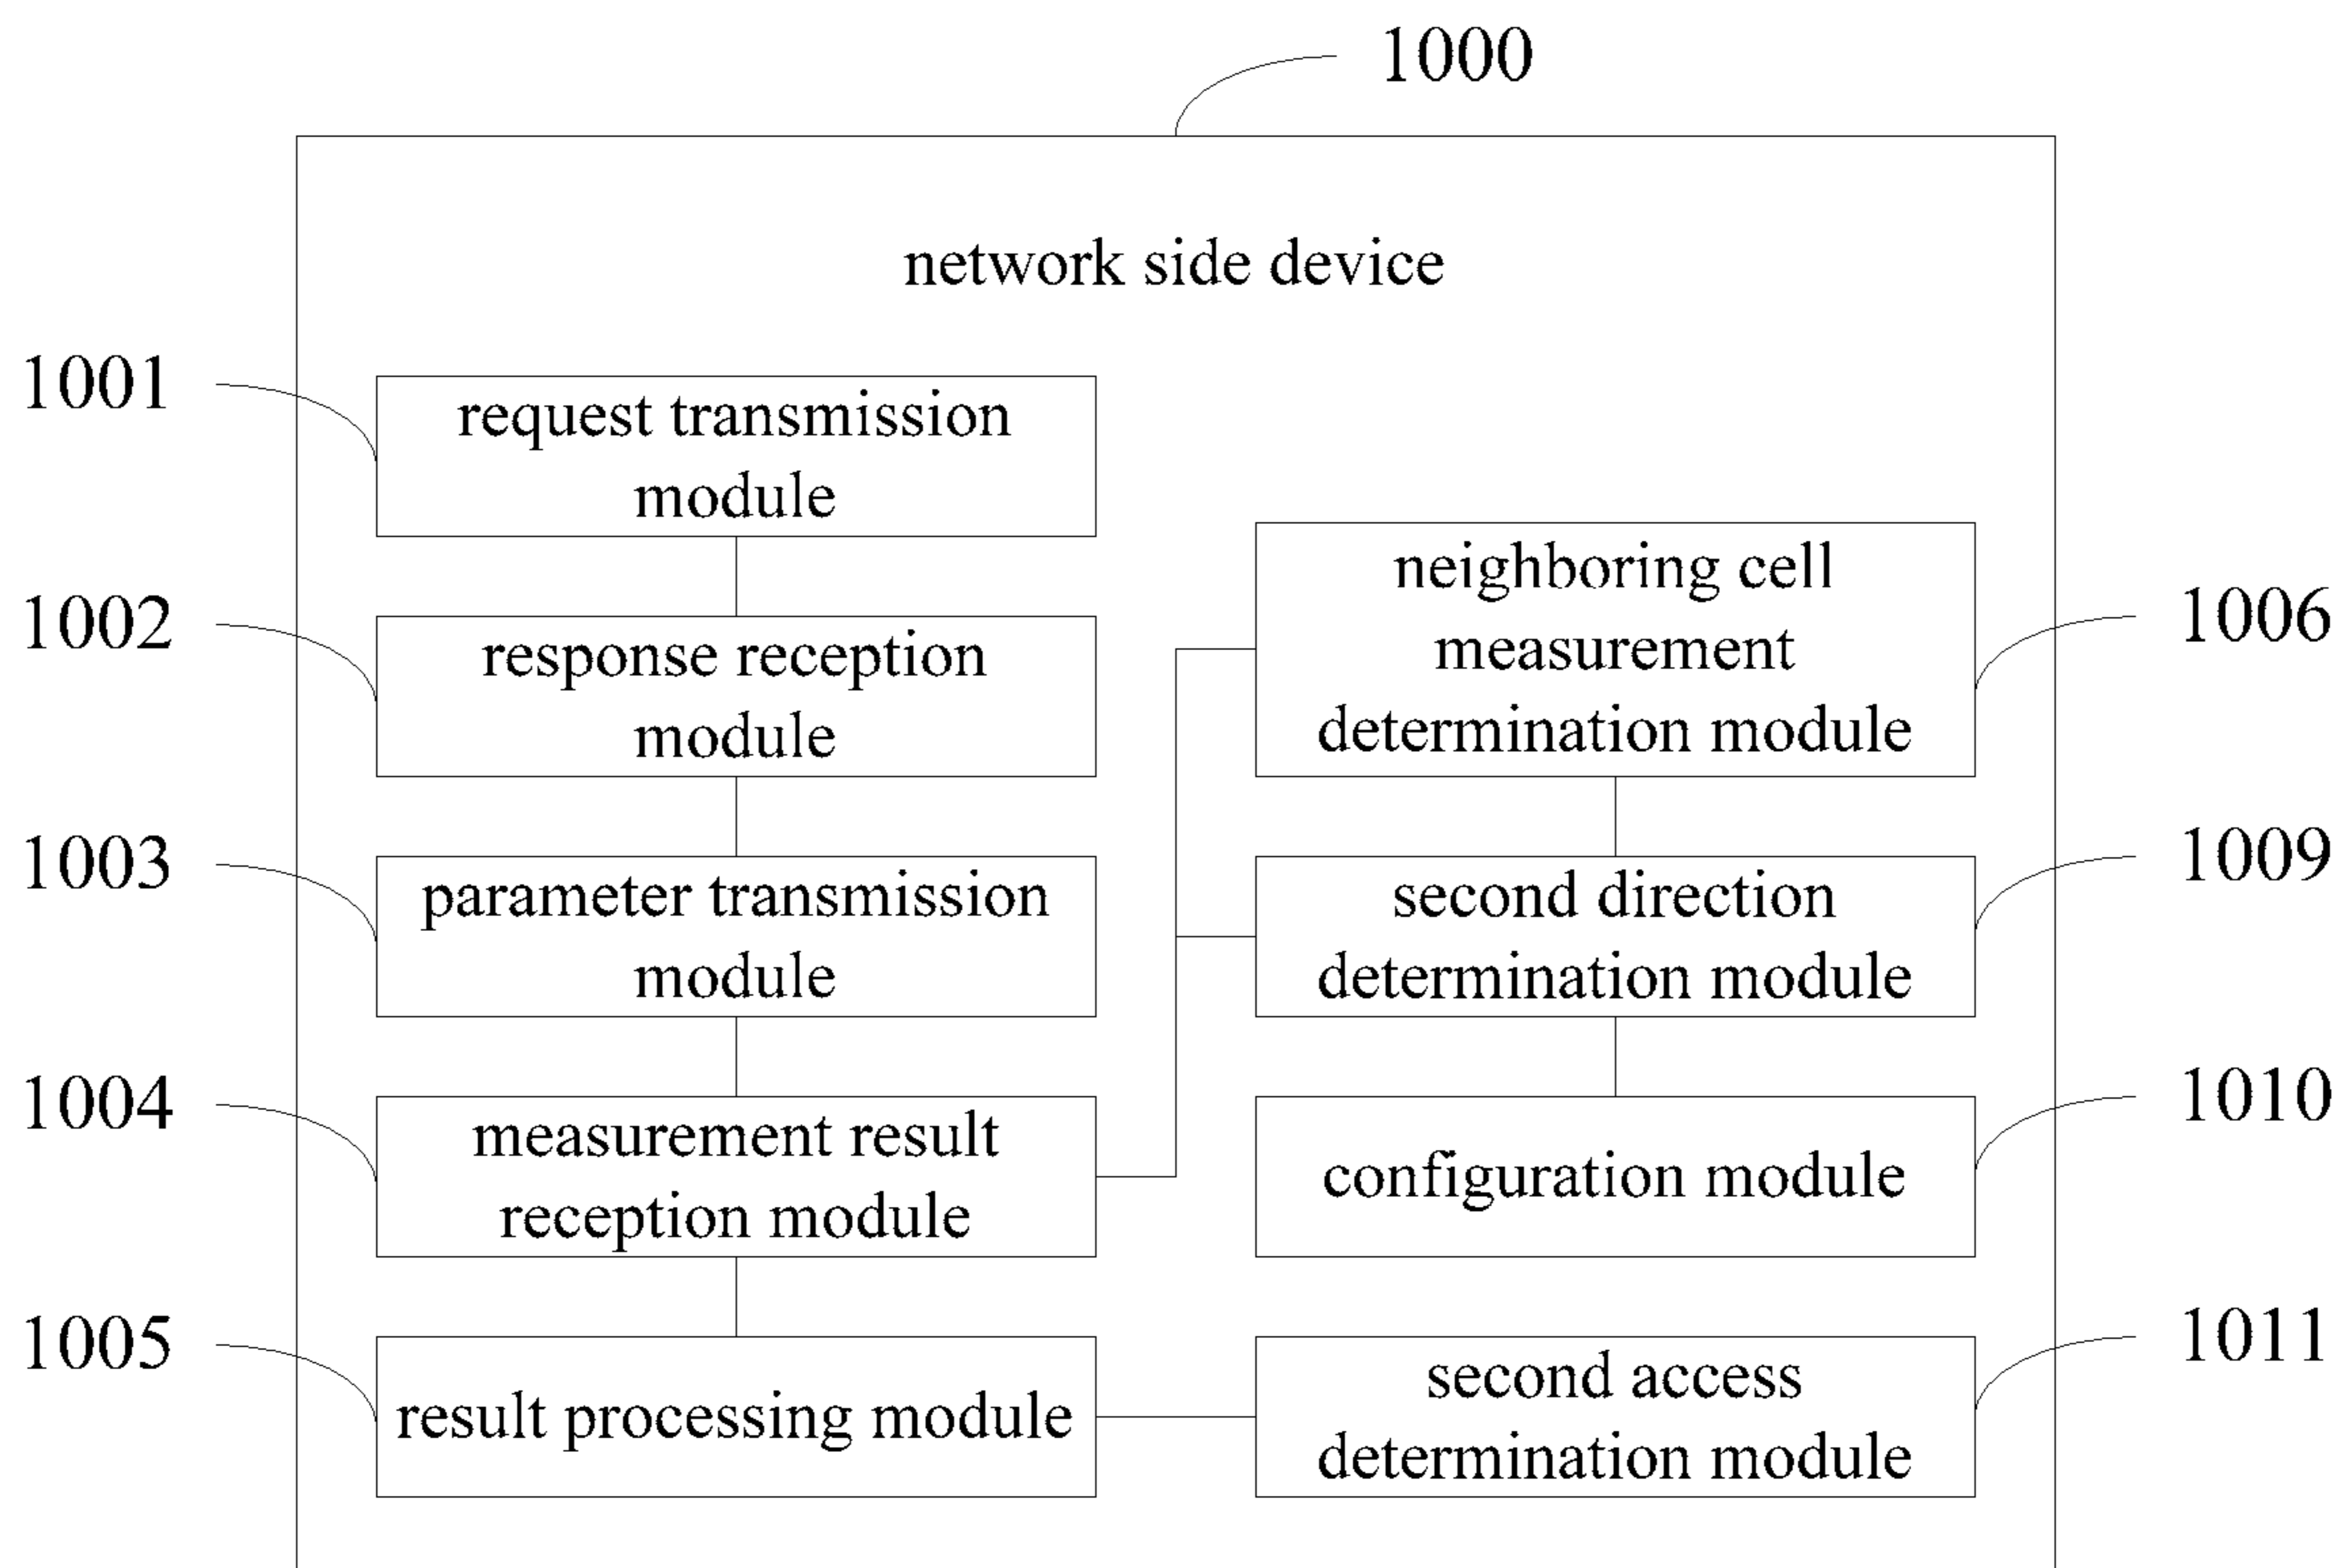 1000
network side device
1001
request transmission
module
1002
response reception
module
1003
parameter transmission
module
1004
measurement result
reception module
1005
result processing module
neighboring cell
measurement
determination module
1006
second direction
determination module
1009
configuration module
1010
second access
determination module
1011